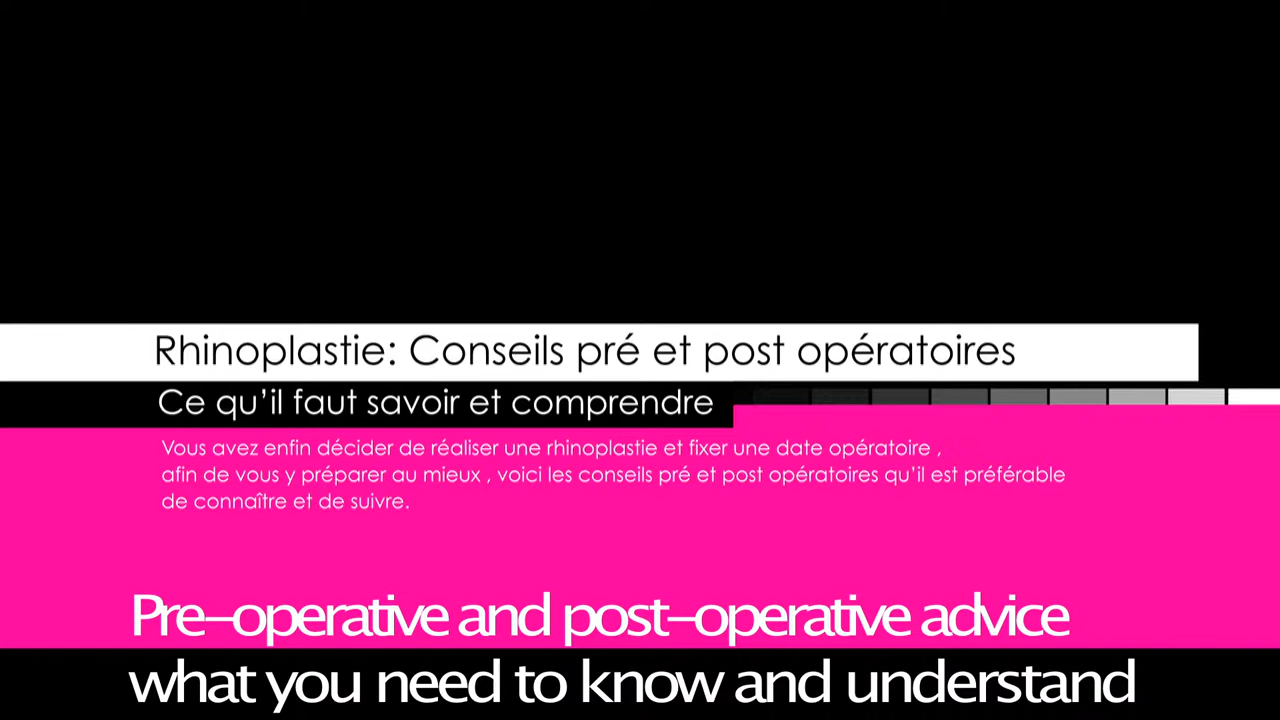 Rhinoplastie: Conseils pré et post opératoires
Ce qu'il faut savoir et comprendre
Vous avez enfin décider de réaliser une rhinoplastie et fixer une date opératoire ,
afin de vous y préparer au mieux , voici les conseils pré et post opératoires qu'il est préférable
de connaître et de suivre.
Pre–operative and post–operative advice
what you need to know and understand